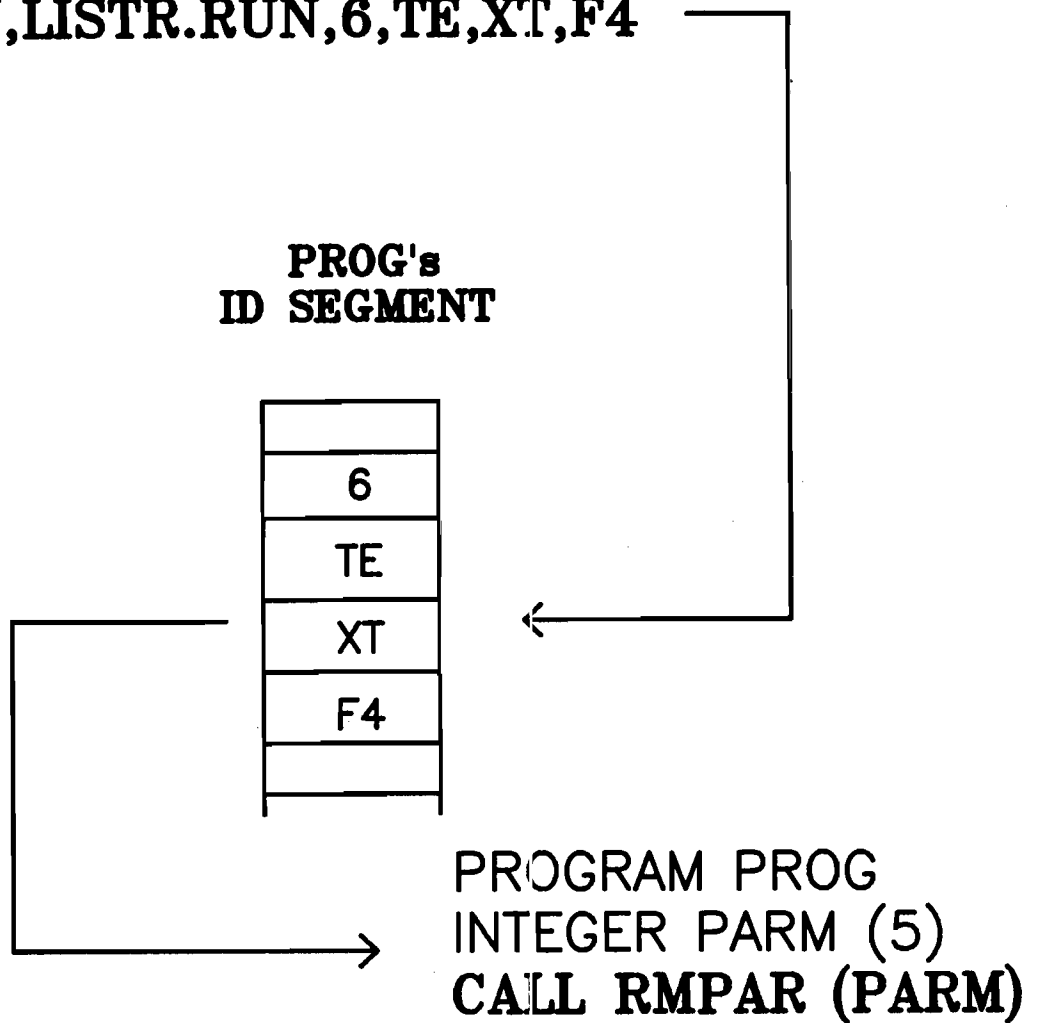 ,LISTR.RUN,6,TE,XT,F4
PROG's
ID SEGMENT
6
TE
XT
F4
PROGRAM PROG
INTEGER PARM (5)
CALL RMPAR (PARM)